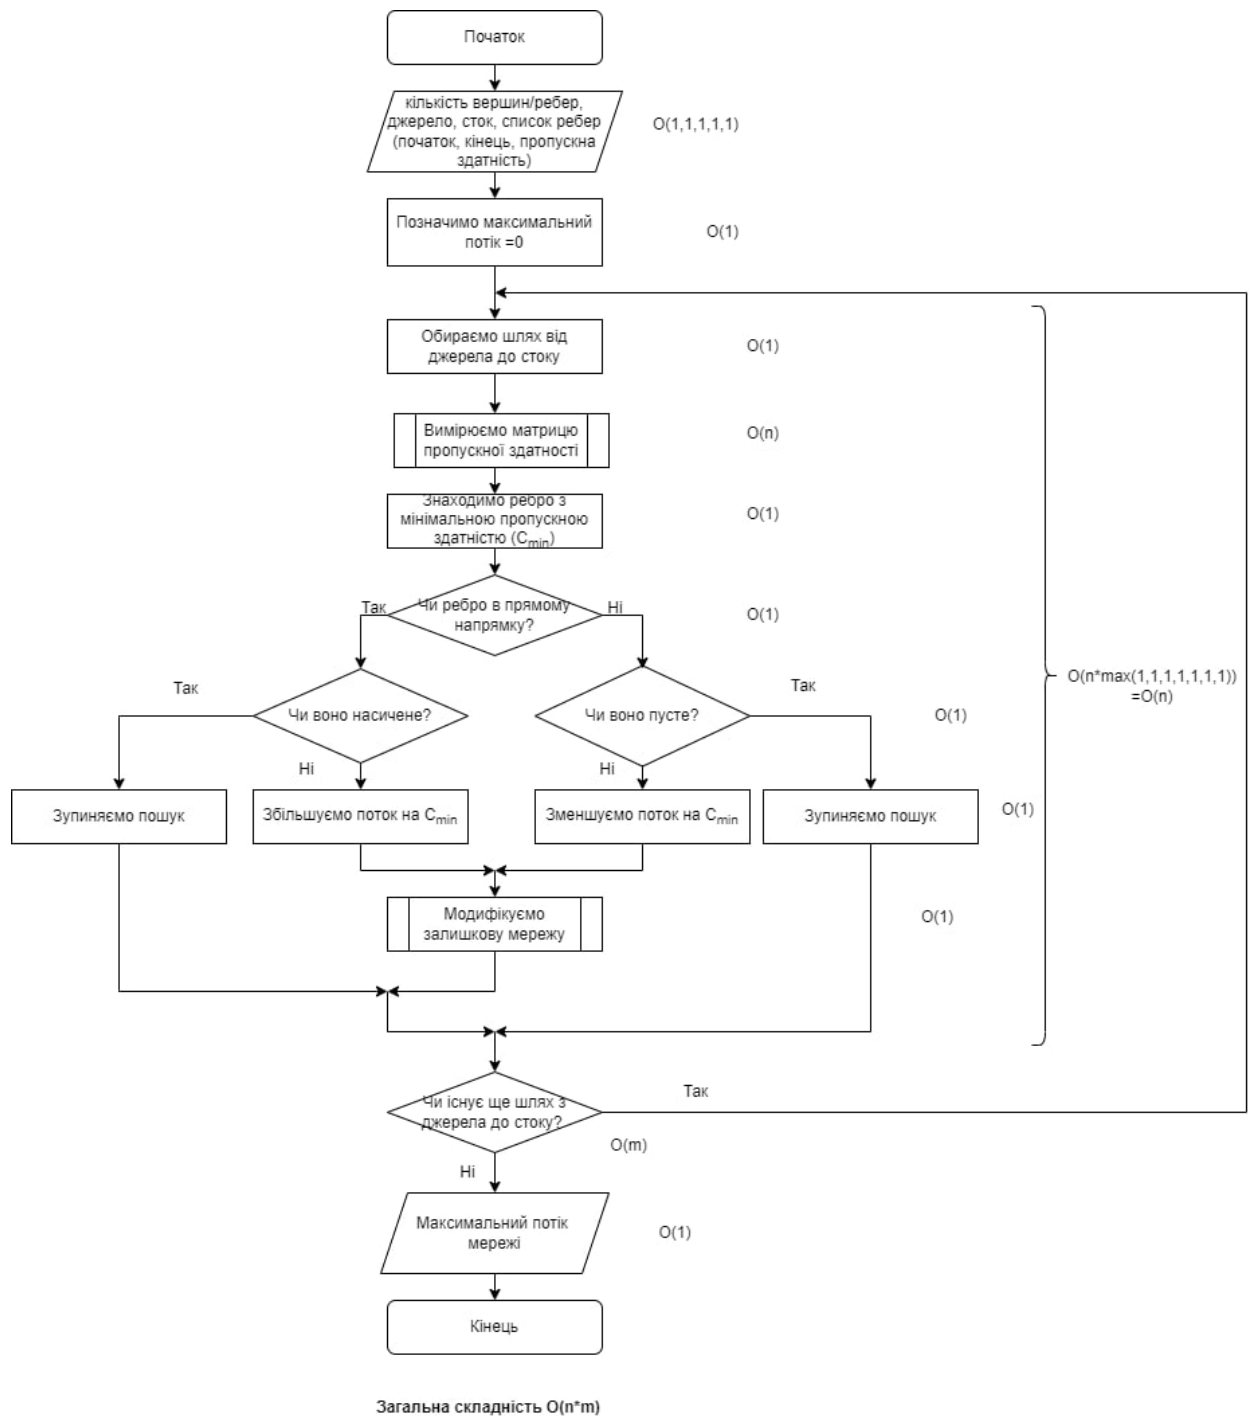 Початок
кількість вершин/ребер,
джерело, сток, список ребер
(початок, кінець, пропускна
здатність)
O(1,1,1,1,1)
Позначимо максимальний
потік =0
O(1)
Обираємо шлях від
джерела до стоку
O(1)
Вимірюємо матрицю
пропускної здатності
O(n)
Знаходимо ребро з
мінімальною пропускною
здатністю (Cmin)
O(1)
Так
Чи ребро в прямому
напрямку?
Ні
O(1)
O(n*max(1,1,1,1,1,1,1))
=O(n)
Так
Чи воно насичене?
Чи воно пусте?
Так
O(1)
Ні
Ні
Зупиняємо пошук
Збільшуємо поток на Cmin
Зменшуємо поток на Cmin
Зупиняємо пошук
O(1)
Модифікуємо
залишкову мережу
O(1)
Чи існує ще шлях з
джерела до стоку?
Так
O(m)
Ні
Максимальний потік
мережі
O(1)
Кінець
Загальна складність O(n*m)